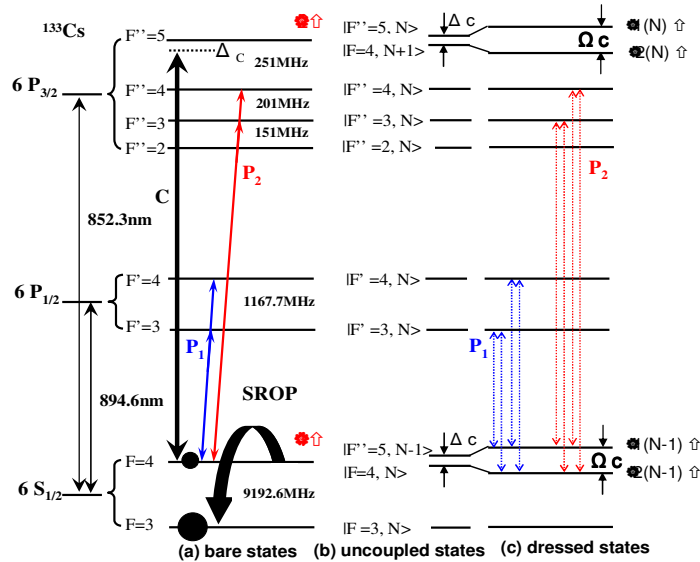 ¹³³Cs
F''=5
Δ C
251MHz
6 P₃/₂
F''=4
201MHz
F''=3
151MHz
F''=2
P₂
C
852.3nm
F'=4
1167.7MHz
6 P₁/₂
F'=3
P₁
894.6nm
SROP
F=4
9192.6MHz
6 S₁/₂
F=3
(a) bare states
|F''=5, N>
|F=4, N+1>
|F''=4, N>
|F''=3, N>
|F''=2, N>
|F'=4, N>
|F'=3, N>
|F''=5, N-1>
|F=4, N>
|F=3, N>
(b) uncoupled states
Δ c
Ω c
1(N) ⇧
2(N) ⇧
P₂
P₁
Δ c
Ω c
1(N-1) ⇧
2(N-1) ⇧
(c) dressed states